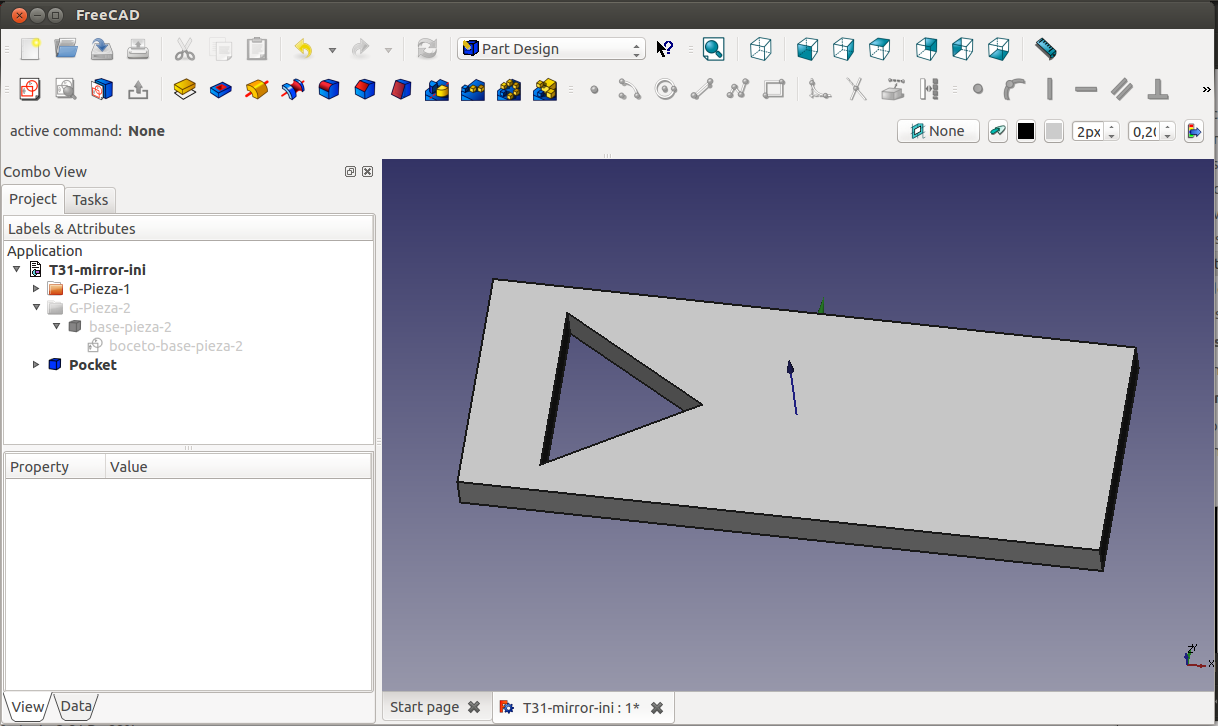 FreeCAD
Part Design
active command: None
None
2px
0,20
Combo View
Project
Tasks
Labels & Attributes
Application
T31-mirror-ini
G-Pieza-1
G-Pieza-2
base-pieza-2
boceto-base-pieza-2
Pocket
Property
Value
View
Data
Start page
T31-mirror-ini : 1*
Z
Y
X